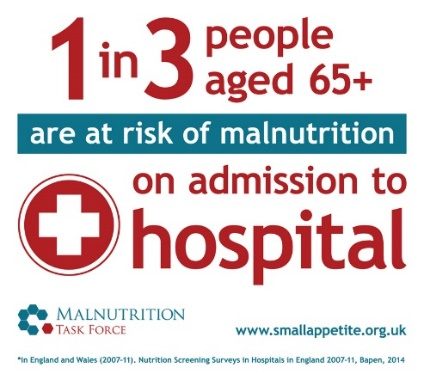 1 in 3 people
aged 65+
are at risk of malnutrition
on admission to
hospital
MALNUTRITION
TASK FORCE
www.smallappetite.org.uk
*in England and Wales (2007-11). Nutrition Screening Surveys in Hospitals in England 2007-11, Bapen, 2014